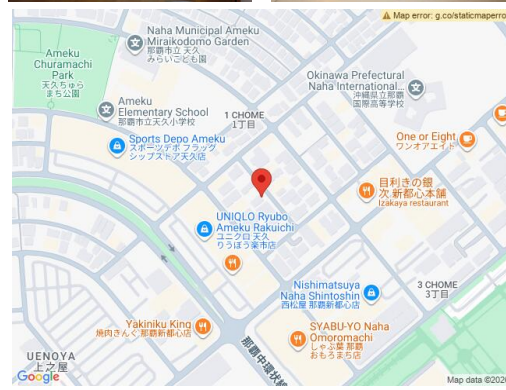 Map error: g.co/staticmaperro
Naha Municipal Ameku
Miraikodomo Garden
那覇市立天久
みらいこども園
Ameku
Churamachi
Park
天久ちゅら
まち公園
Okinawa Prefectural
Naha International...
沖縄県立那覇
国際高等学校
Ameku
Elementary School
那覇市立天久小学校
1 CHOME
1丁目
One or Eight
ワンオアエイト
Sports Depo Ameku
スポーツデポ フラッグ
シップストア天久店
目利きの銀
次 新都心本舗
Izakaya restaurant
UNIQLO Ryubo
Ameku Rakuichi
ユニクロ 天久
りうぼう楽市店
Nishimatsuya
Naha Shintoshin
西松屋 那覇新都心店
3 CHOME
3丁目
Yakiniku King
焼肉きんぐ 那覇新都心店
SYABU-YO Naha
Omoromachi
しゃぶ葉 那覇
おもろまち店
那覇中環状線
UENOYA
上之屋
Google
Map data ©202